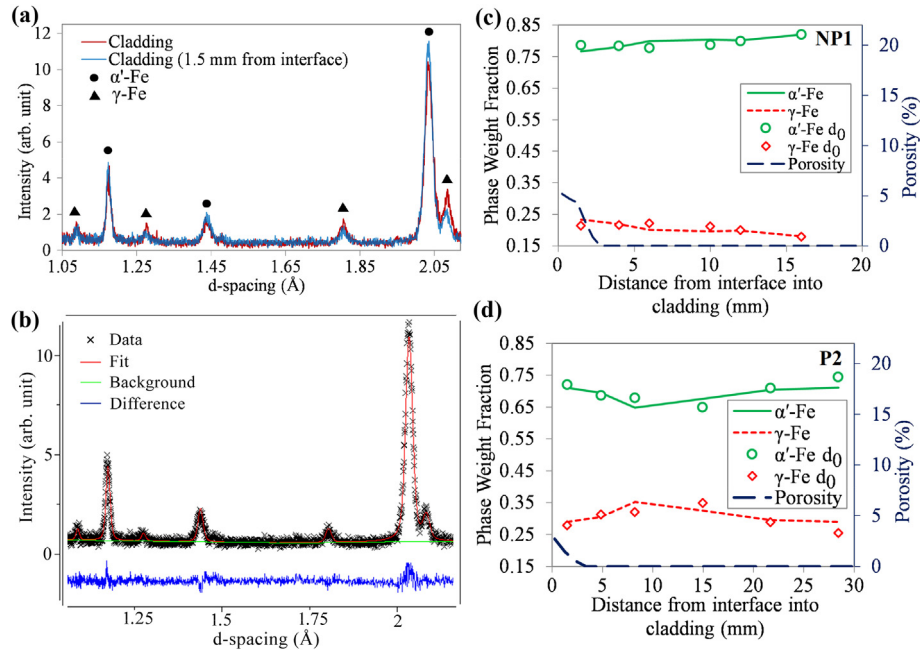 (a)
Intensity (arb. unit)
12
10
8
6
4
2
0
Cladding
Cladding (1.5 mm from interface)
α'-Fe
γ-Fe
1.05
1.25
1.45
1.65
1.85
2.05
d-spacing (Å)
(b)
Intensity (arb. unit)
10
5
0
Data
Fit
Background
Difference
1.25
1.5
1.75
2
d-spacing (Å)
(c)
NP1
Phase Weight Fraction
0.85
0.75
0.65
0.55
0.45
0.35
0.25
0.15
α'-Fe
γ-Fe
α'-Fe d0
γ-Fe d0
Porosity
20
15
10
5
0
Porosity (%)
0
5
10
15
20
Distance from interface into
cladding (mm)
(d)
P2
Phase Weight Fraction
0.85
0.75
0.65
0.55
0.45
0.35
0.25
0.15
α'-Fe
γ-Fe
α'-Fe d0
γ-Fe d0
Porosity
20
15
10
5
0
Porosity (%)
0
5
10
15
20
25
30
Distance from interface into
cladding (mm)